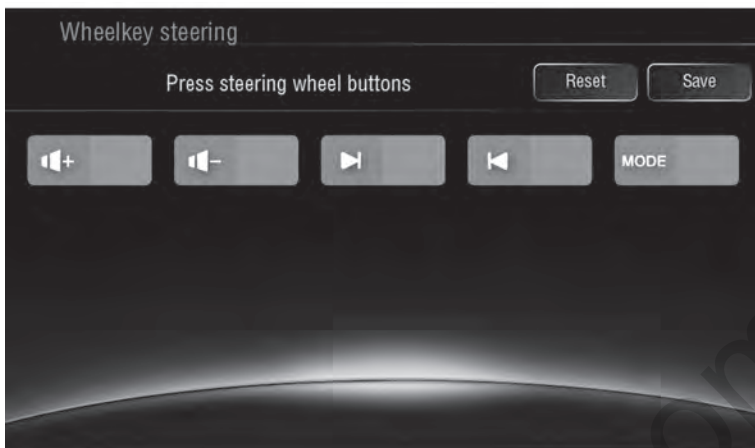 Wheelkey steering
Press steering wheel buttons
Reset
Save
+
-
MODE